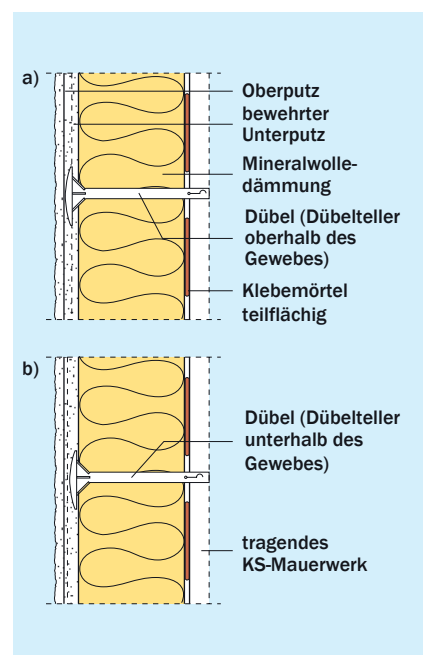 a)
Oberputz
bewehrter
Unterputz
Mineralwolle-
dämmung
Dübel (Dübelteller
oberhalb des
Gewebes)
Klebemörtel
teilflächig
b)
Dübel (Dübelteller
unterhalb des
Gewebes)
tragendes
KS-Mauerwerk